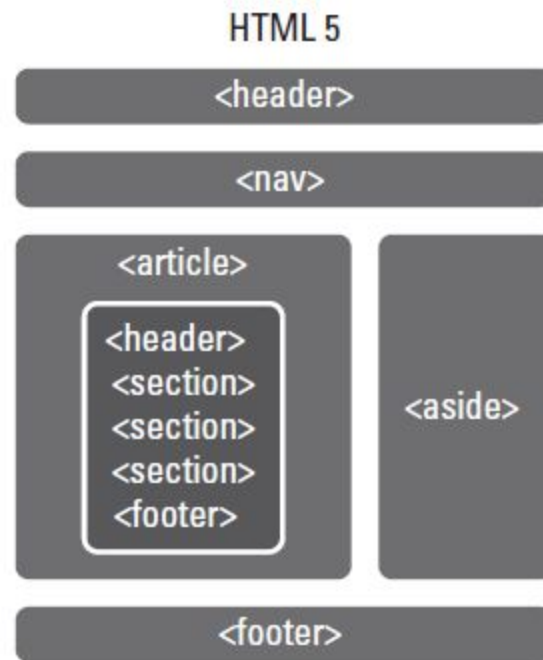 HTML 5
<header>
<nav>
<article>
<header>
<section>
<section>
<section>
<footer>
<aside>
<footer>